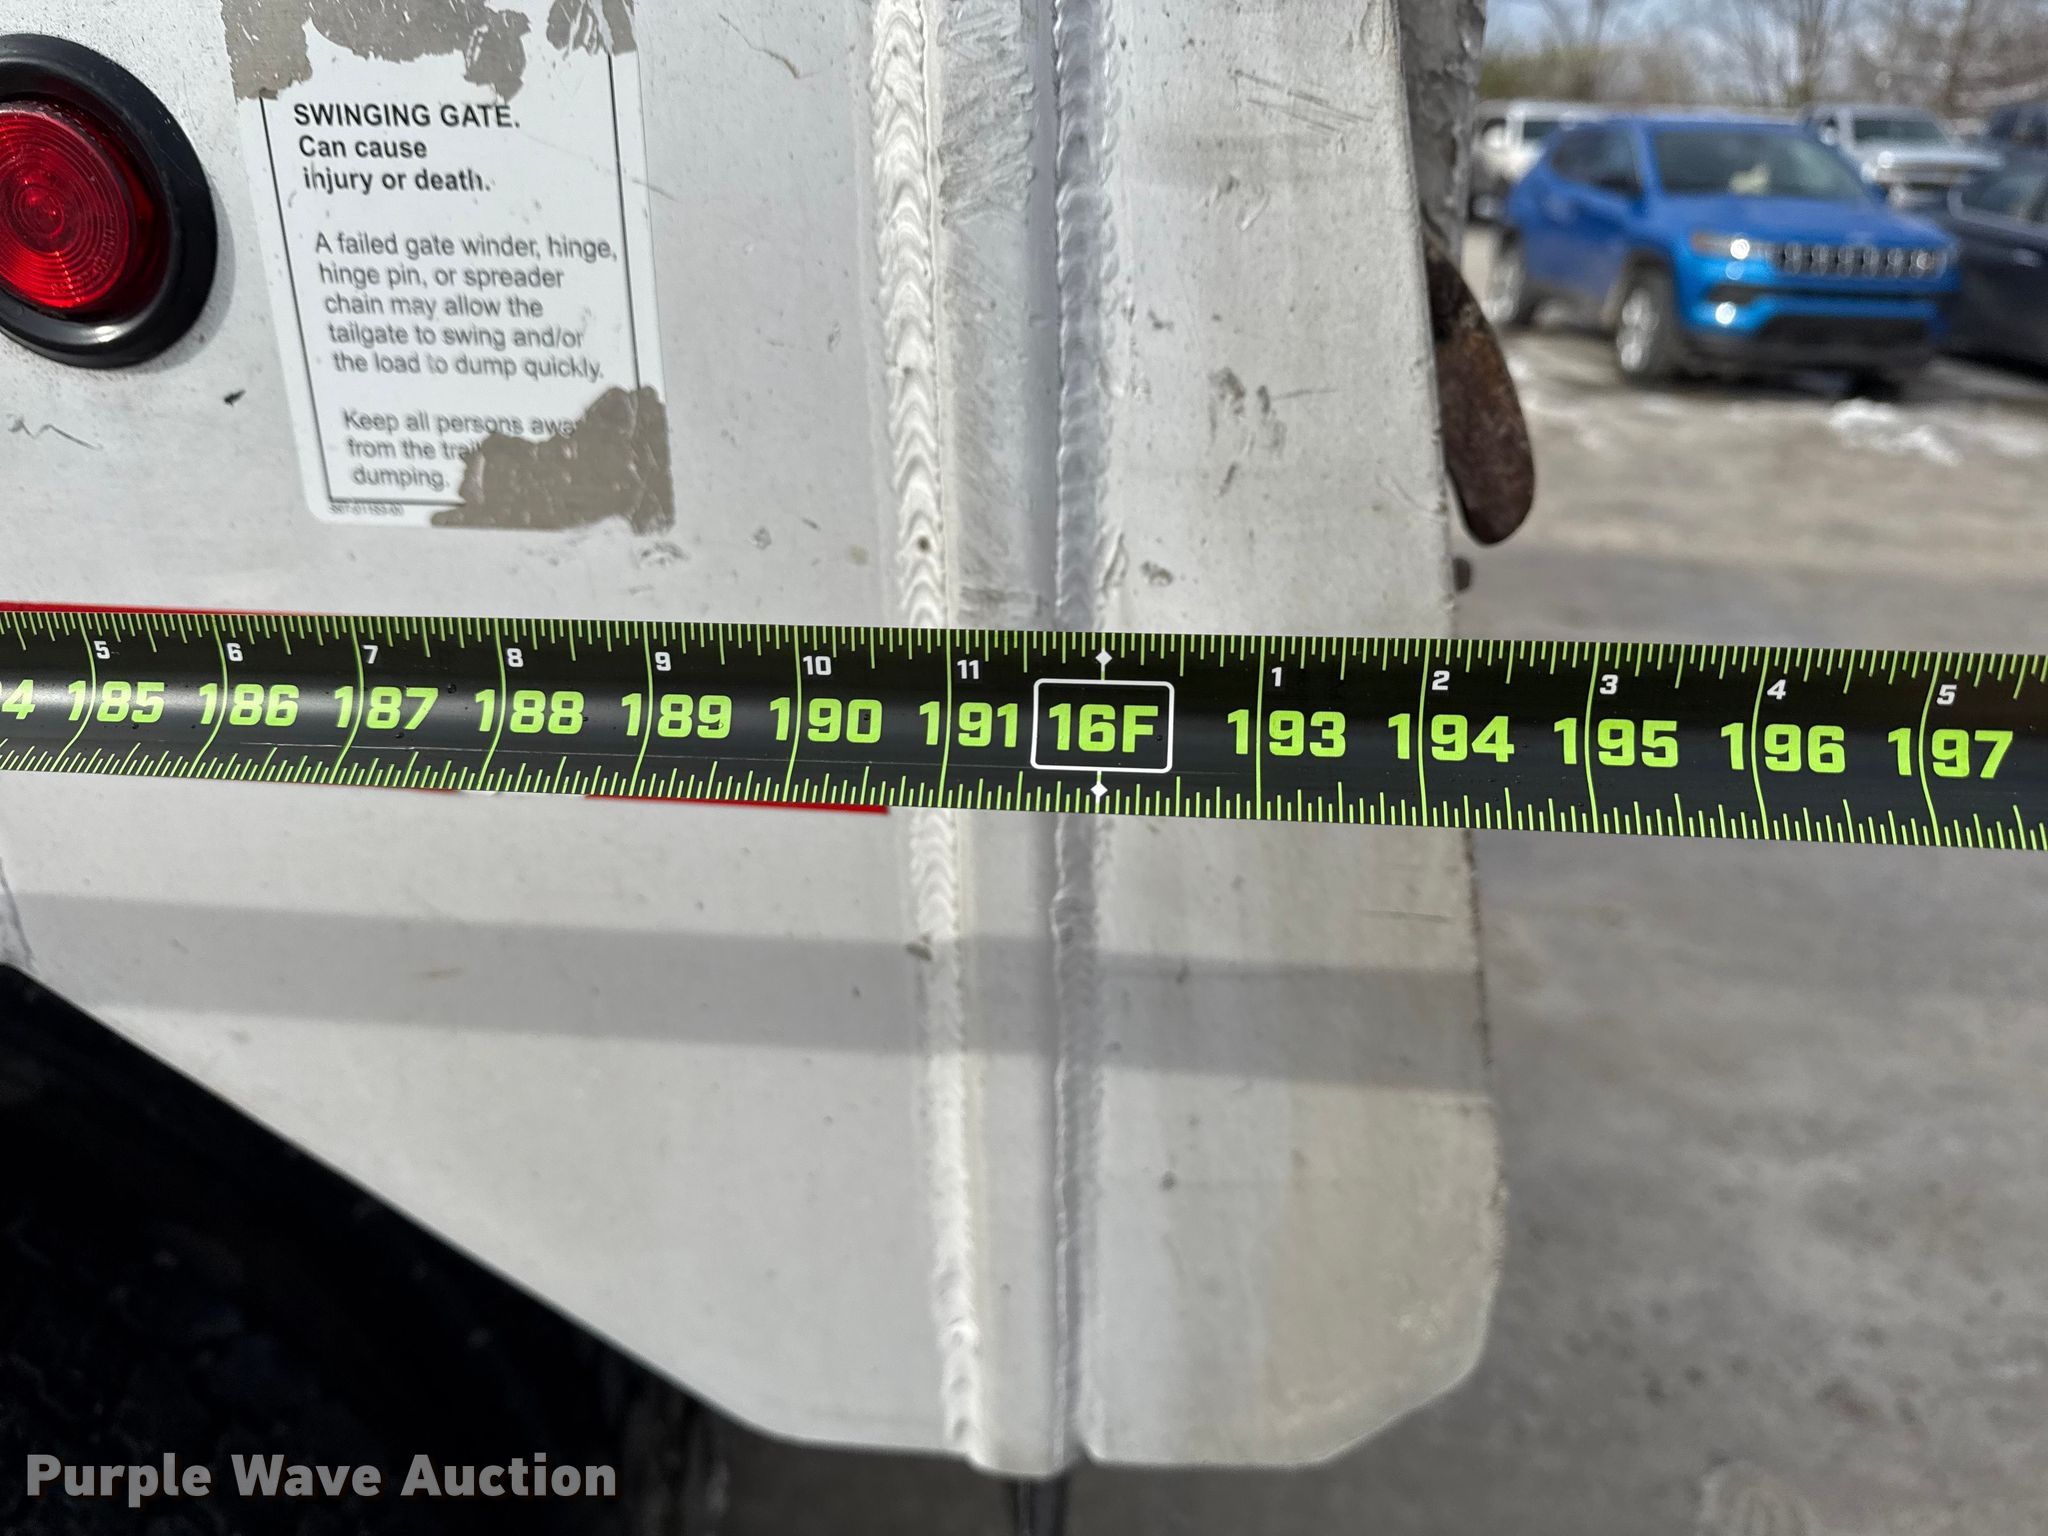 SWINGING GATE.
Can cause
injury or death.
A failed gate winder, hinge,
hinge pin, or spreader
chain may allow the
tailgate to swing and/or
the load to dump quickly.
Keep all persons
from the
dumping.
5 6 7 8 9 10 11 1 2 3 4 5
185 186 187 188 189 190 191 16F 193 194 195 196 197
Purple Wave Auction